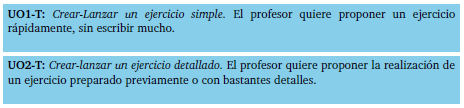 UO1-T: Crear-Lanzar un ejercicio simple. El profesor quiere proponer un ejercicio
rápidamente, sin escribir mucho.
UO2-T: Crear-lanzar un ejercicio detallado. El profesor quiere proponer la realización de
un ejercicio preparado previamente o con bastantes detalles.